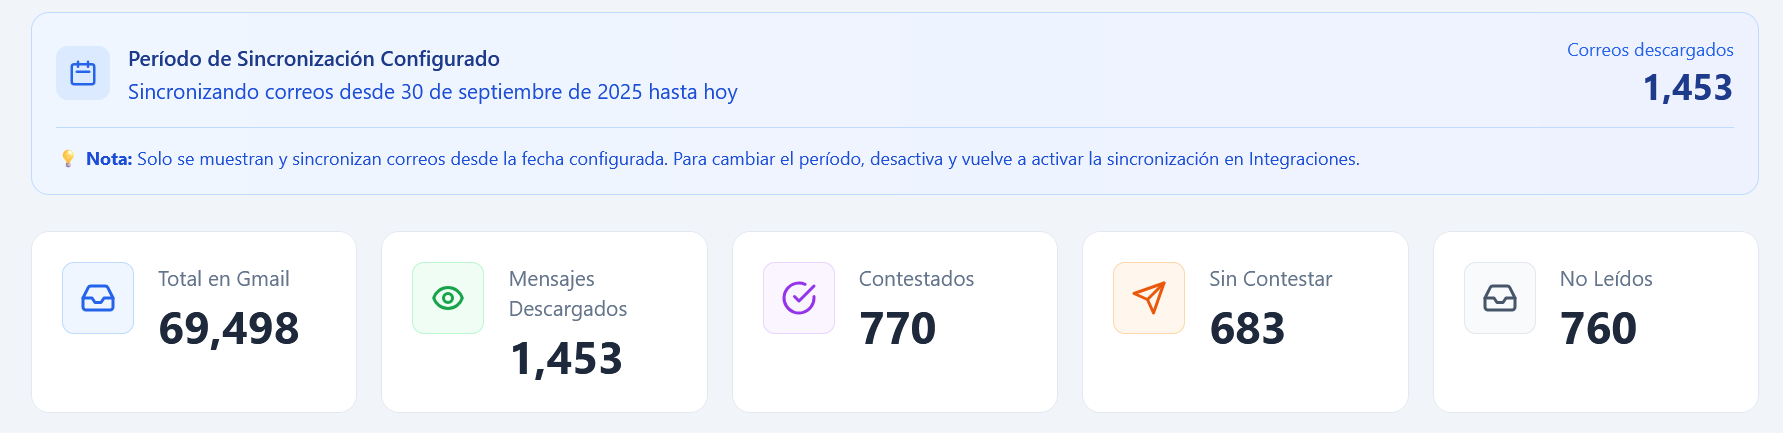 Período de Sincronización Configurado
Sincronizando correos desde 30 de septiembre de 2025 hasta hoy
Correos descargados
1,453
Nota: Solo se muestran y sincronizan correos desde la fecha configurada. Para cambiar el período, desactiva y vuelve a activar la sincronización en Integraciones.
Total en Gmail
69,498
Mensajes
Descargados
1,453
Contestados
770
Sin Contestar
683
No Leídos
760